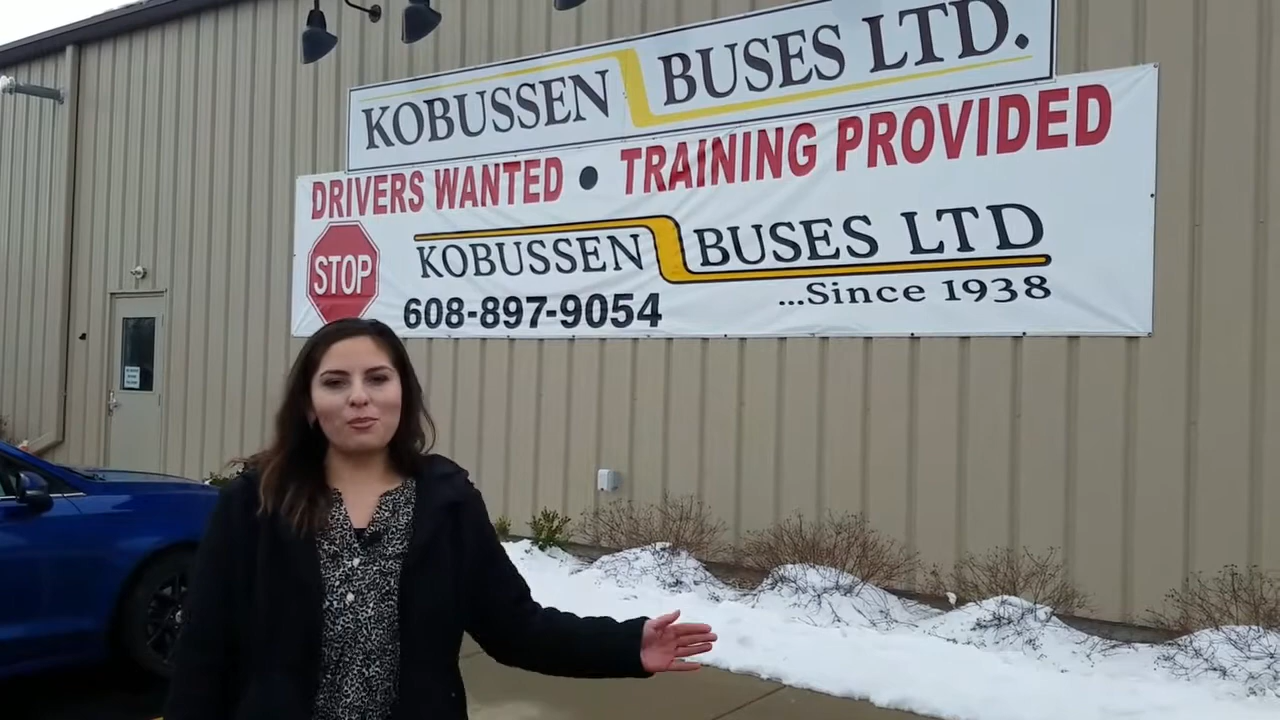 KOBUSSEN BUSES LTD.
DRIVERS WANTED • TRAINING PROVIDED
STOP
KOBUSSEN BUSES LTD
608-897-9054
...Since 1938